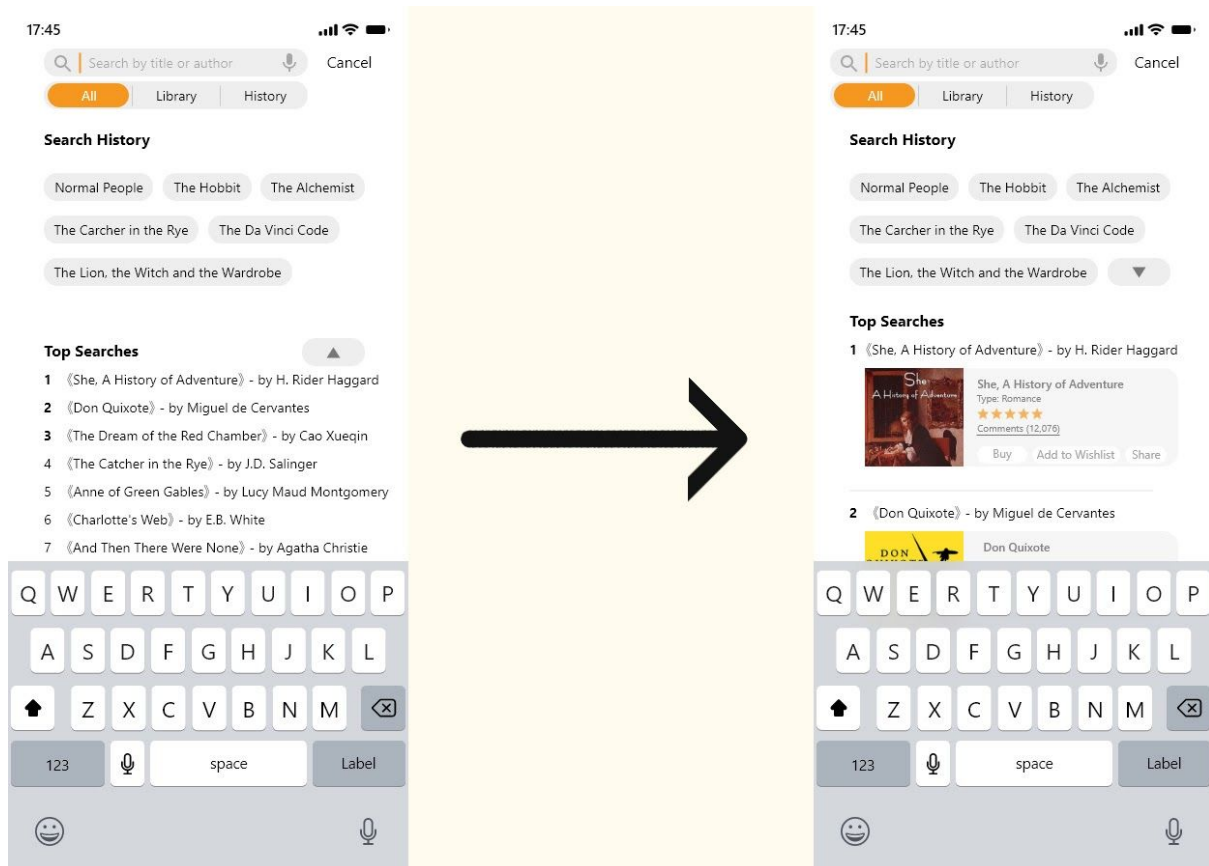 17:45
Search by title or author
Cancel
All Library History
Search History
Normal People The Hobbit The Alchemist
The Carcher in the Rye The Da Vinci Code
The Lion, the Witch and the Wardrobe
Top Searches
1 《She, A History of Adventure》 - by H. Rider Haggard
2 《Don Quixote》 - by Miguel de Cervantes
3 《The Dream of the Red Chamber》 - by Cao Xueqin
4 《The Catcher in the Rye》 - by J.D. Salinger
5 《Anne of Green Gables》 - by Lucy Maud Montgomery
6 《Charlotte's Web》 - by E.B. White
7 《And Then There Were None》 - by Agatha Christie
Q W E R T Y U I O P
A S D F G H J K L
Z X C V B N M
123 space Label
17:45
Search by title or author
Cancel
All Library History
Search History
Normal People The Hobbit The Alchemist
The Carcher in the Rye The Da Vinci Code
The Lion, the Witch and the Wardrobe
Top Searches
1 《She, A History of Adventure》 - by H. Rider Haggard
She
A History of Adventure
She, A History of Adventure
Type: Romance
Comments (12,076)
Buy Add to Wishlist Share
2 《Don Quixote》 - by Miguel de Cervantes
DON
QUIXOTE
Don Quixote
Q W E R T Y U I O P
A S D F G H J K L
Z X C V B N M
123 space Label